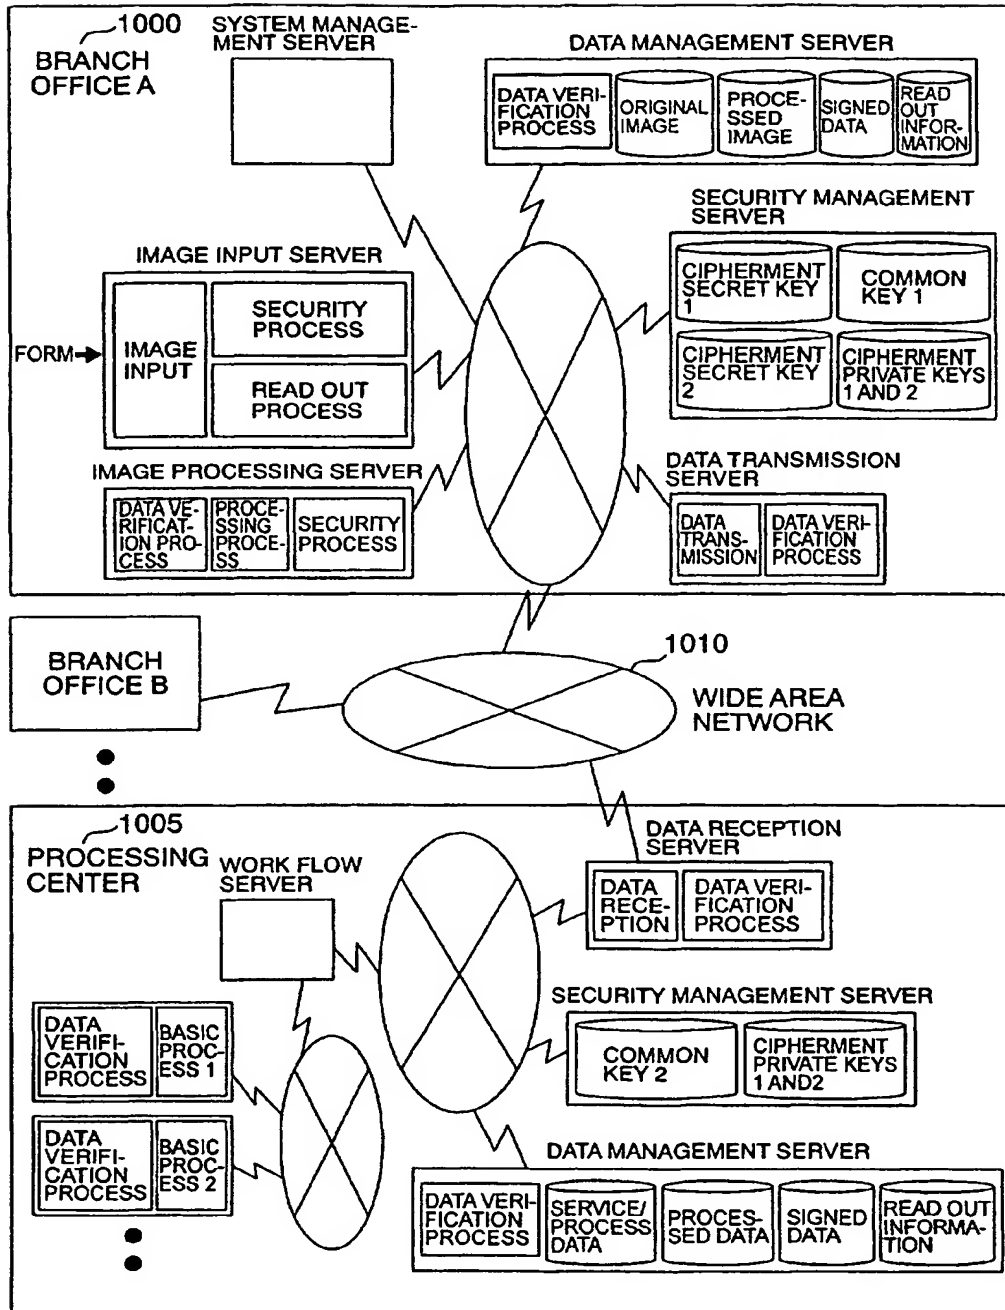 1000
BRANCH
OFFICE A
SYSTEM MANAGE-
MENT SERVER
DATA MANAGEMENT SERVER
DATA VERI-
FICATION
PROCESS
ORIGINAL
IMAGE
PROCE-
SSED
IMAGE
SIGNED
DATA
READ
OUT
INFOR-
MATION
SECURITY MANAGEMENT
SERVER
CIPHERMENT
SECRET KEY
1
COMMON
KEY 1
CIPHERMENT
SECRET KEY
2
CIPHERMENT
PRIVATE KEYS
1 AND 2
IMAGE INPUT SERVER
FORM
IMAGE
INPUT
SECURITY
PROCESS
READ OUT
PROCESS
IMAGE PROCESSING SERVER
DATA VE-
RIFICAT-
ION PRO-
CESS
PROCE-
SSING
PROCE-
SS
SECURITY
PROCESS
DATA TRANSMISSION
SERVER
DATA
TRANS-
MISSION
DATA VERI-
FICATION
PROCESS
BRANCH
OFFICE B
1010
WIDE AREA
NETWORK
1005
PROCESSING
CENTER
WORK FLOW
SERVER
DATA RECEPTION
SERVER
DATA
RECE-
PTION
DATA VERI-
FICATION
PROCESS
SECURITY MANAGEMENT SERVER
COMMON
KEY 2
CIPHERMENT
PRIVATE KEYS
1 AND2
DATA
VERIFI-
CATION
PROCESS
BASIC
PROC-
ESS 1
DATA
VERIFI-
CATION
PROCESS
BASIC
PROC-
ESS 2
DATA MANAGEMENT SERVER
DATA VERI-
FICATION
PROCESS
SERVICE/
PROCESS
DATA
PROCES-
SED DATA
SIGNED
DATA
READ OUT
INFORMA-
TION